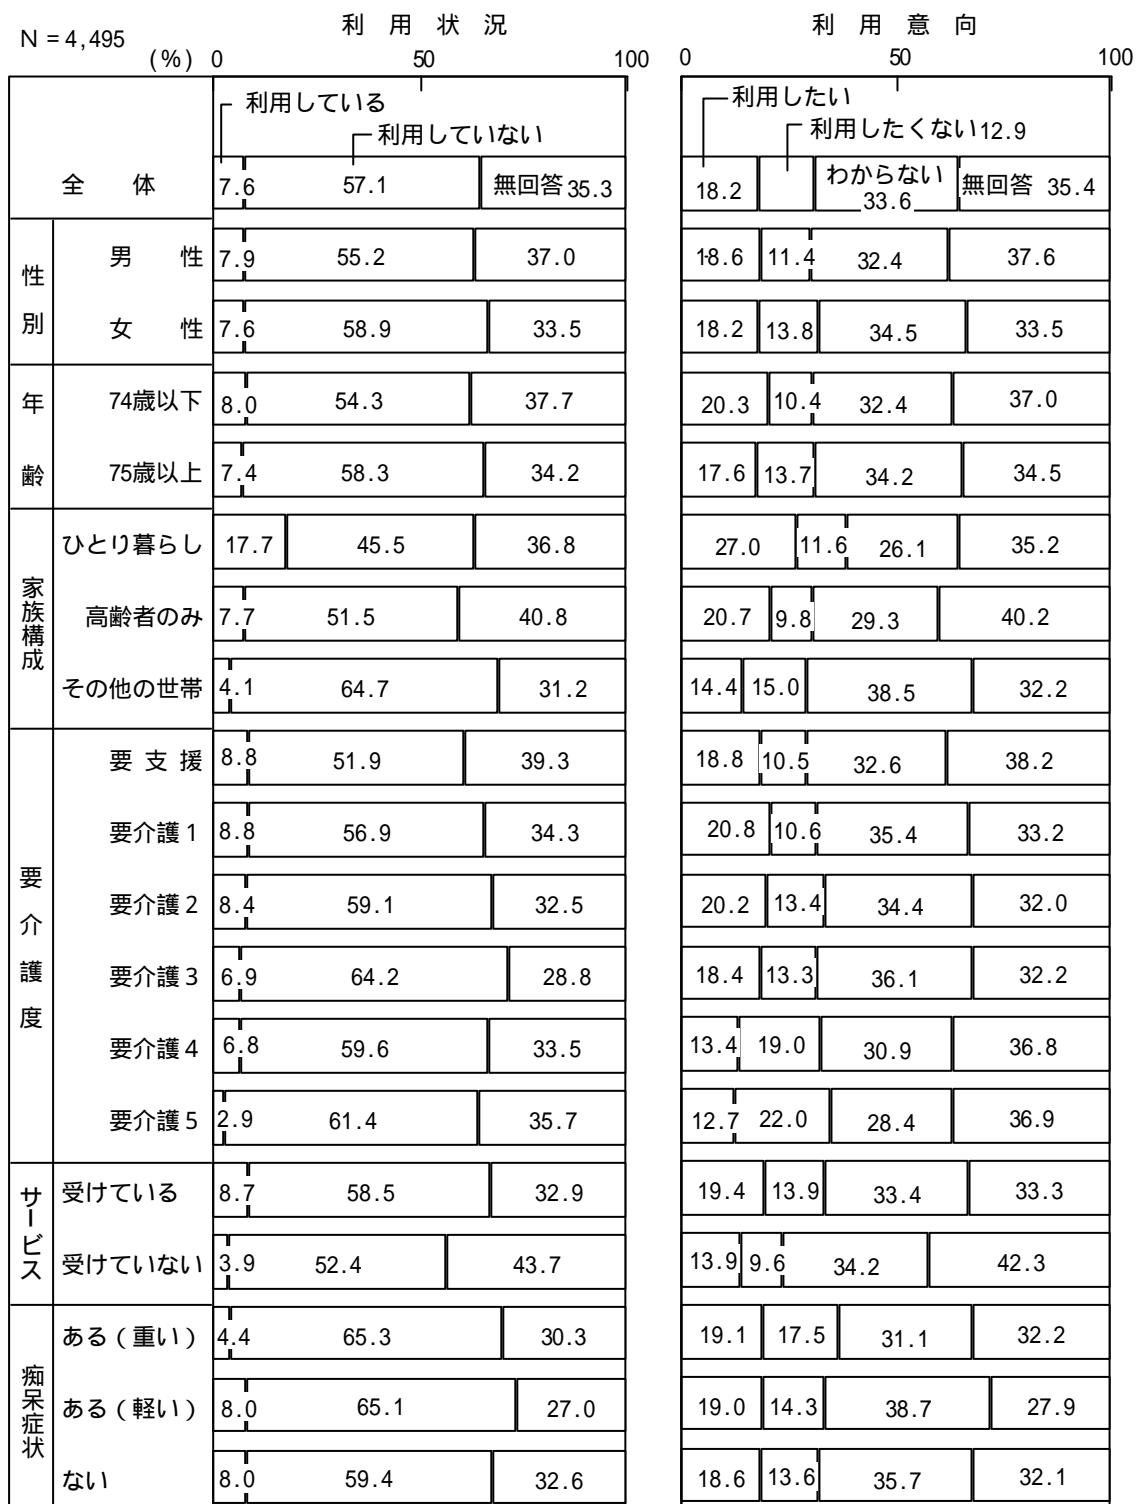 利用状況 利用意向
N = 4,495
(%) 0 50 100 0 50 100
利用している 利用したい
利用していない 利用したくない12.9
全体 7.6 57.1 無回答 35.3 18.2 わからない 33.6 無回答 35.4
性別
男性 7.9 55.2 37.0 18.6 11.4 32.4 37.6
女性 7.6 58.9 33.5 18.2 13.8 34.5 33.5
年齢
74歳以下 8.0 54.3 37.7 20.3 10.4 32.4 37.0
75歳以上 7.4 58.3 34.2 17.6 13.7 34.2 34.5
家族構成
ひとり暮らし 17.7 45.5 36.8 27.0 11.6 26.1 35.2
高齢者のみ 7.7 51.5 40.8 20.7 9.8 29.3 40.2
その他の世帯 4.1 64.7 31.2 14.4 15.0 38.5 32.2
要介護度
要支援 8.8 51.9 39.3 18.8 10.5 32.6 38.2
要介護1 8.8 56.9 34.3 20.8 10.6 35.4 33.2
要介護2 8.4 59.1 32.5 20.2 13.4 34.4 32.0
要介護3 6.9 64.2 28.8 18.4 13.3 36.1 32.2
要介護4 6.8 59.6 33.5 13.4 19.0 30.9 36.8
要介護5 2.9 61.4 35.7 12.7 22.0 28.4 36.9
サービス
受けている 8.7 58.5 32.9 19.4 13.9 33.4 33.3
受けていない 3.9 52.4 43.7 13.9 9.6 34.2 42.3
痴呆症状
ある(重い) 4.4 65.3 30.3 19.1 17.5 31.1 32.2
ある(軽い) 8.0 65.1 27.0 19.0 14.3 38.7 27.9
ない 8.0 59.4 32.6 18.6 13.6 35.7 32.1